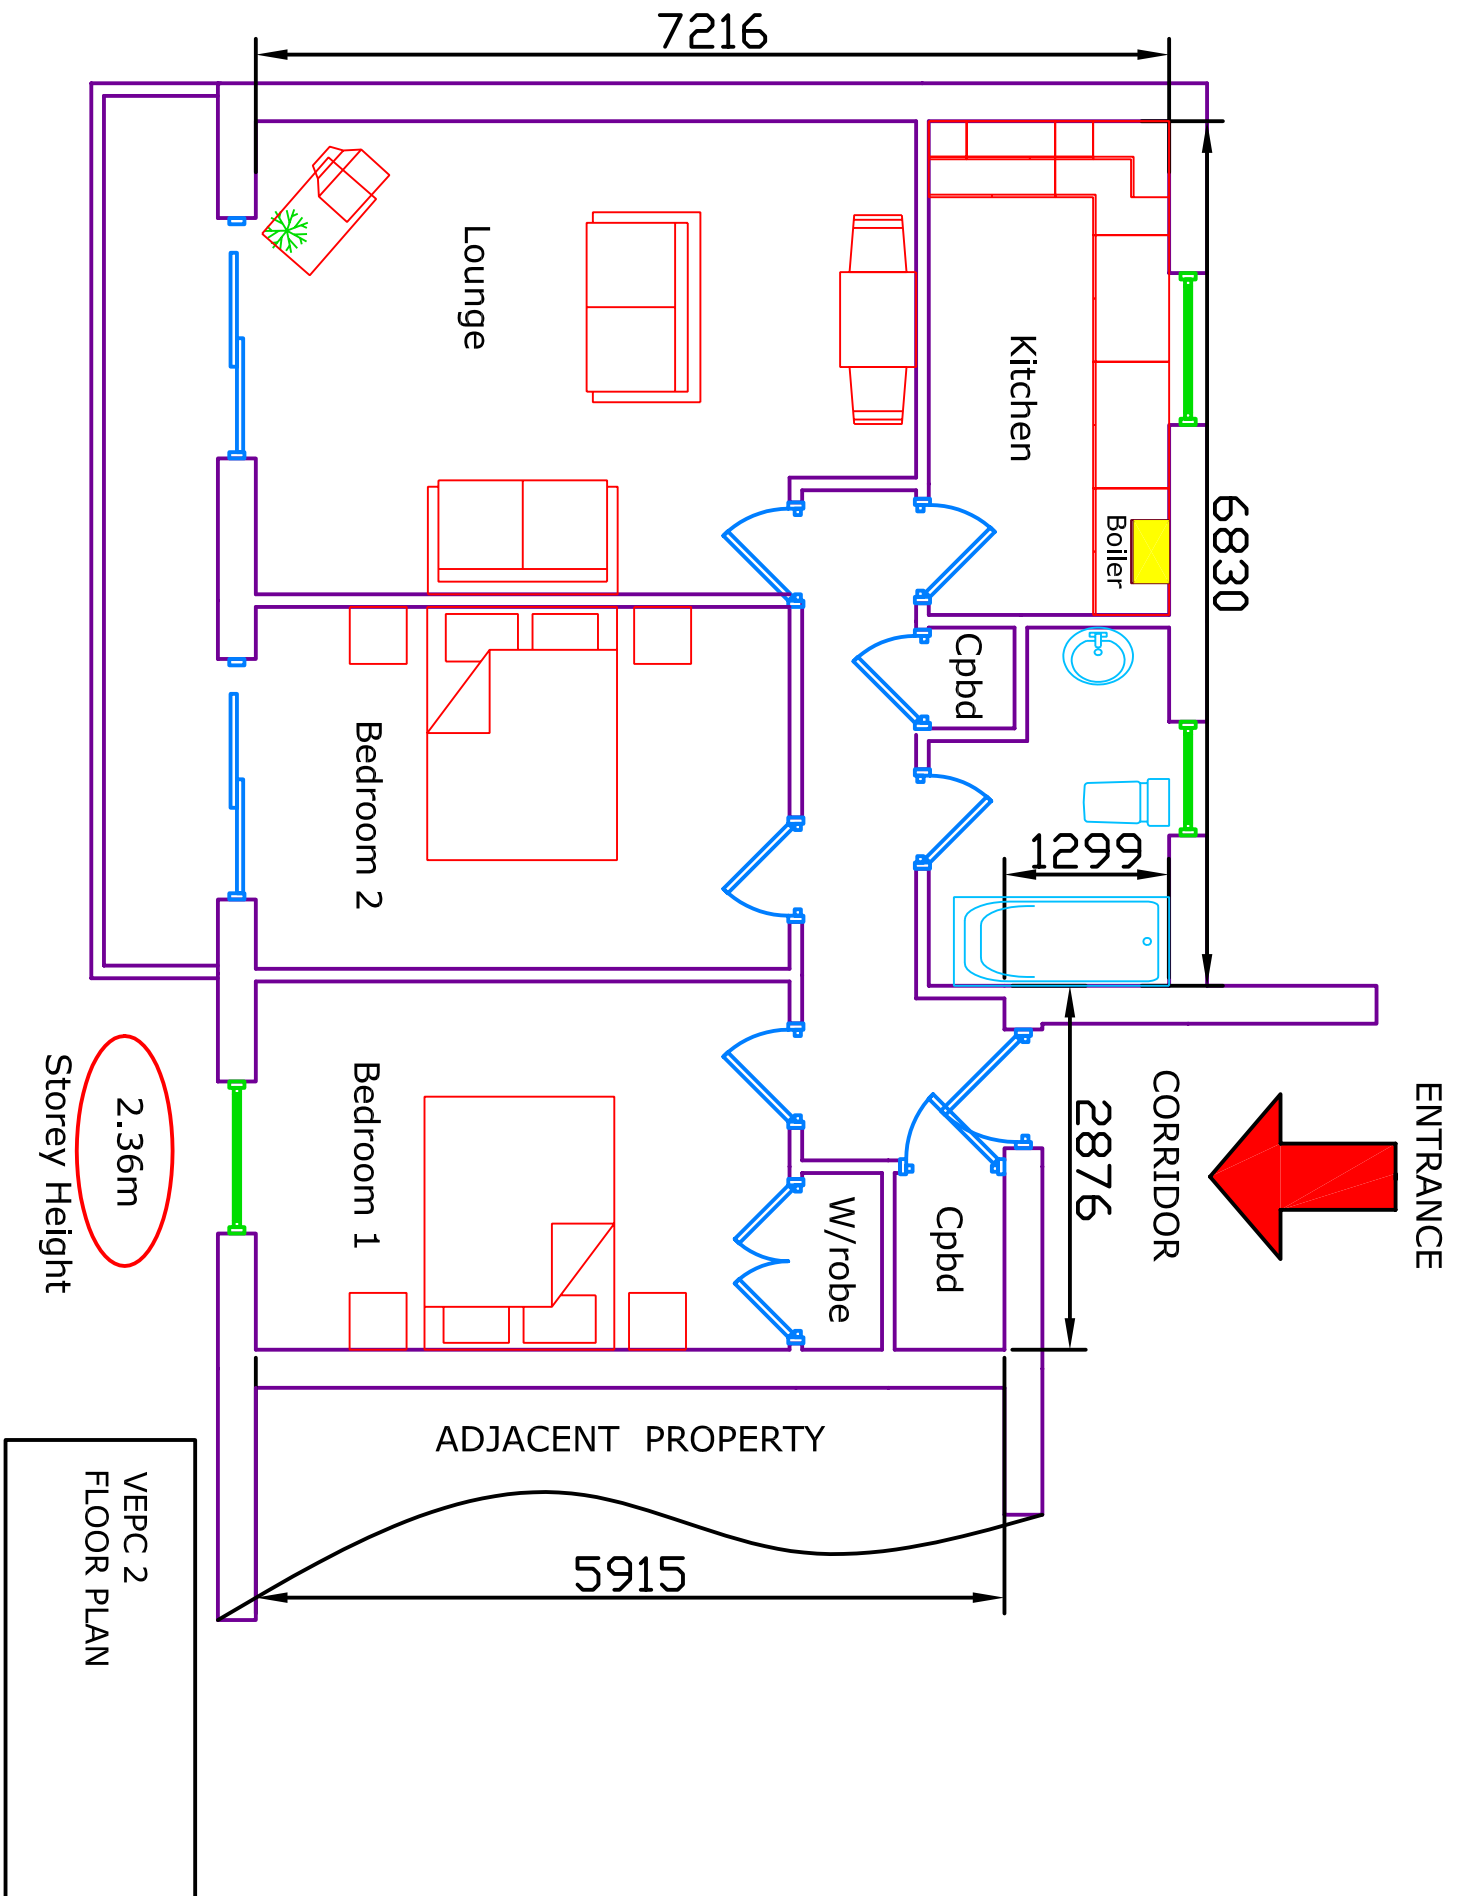 7216
6830
Lounge
Kitchen
Boiler
Cpbd
Bedroom 2
1299
2876
CORRIDOR
ENTRANCE
Bedroom 1
W/robe
Cpbd
2.36m
Storey Height
ADJACENT PROPERTY
5915
VEPC 2
FLOOR PLAN